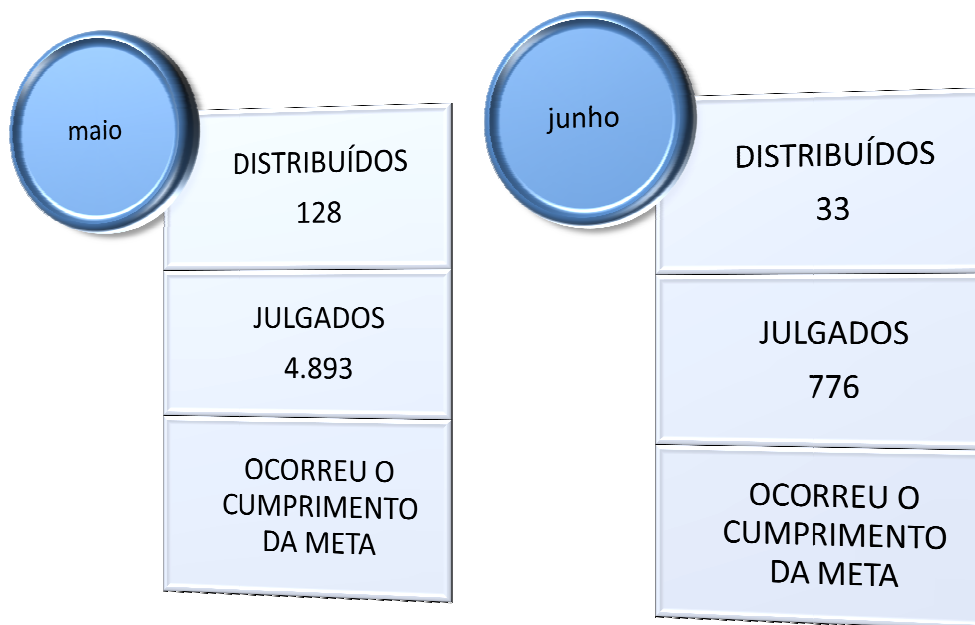 maio
DISTRIBUÍDOS
128
JULGADOS
4.893
OCORREU O
CUMPRIMENTO
DA META
junho
DISTRIBUÍDOS
33
JULGADOS
776
OCORREU O
CUMPRIMENTO
DA META